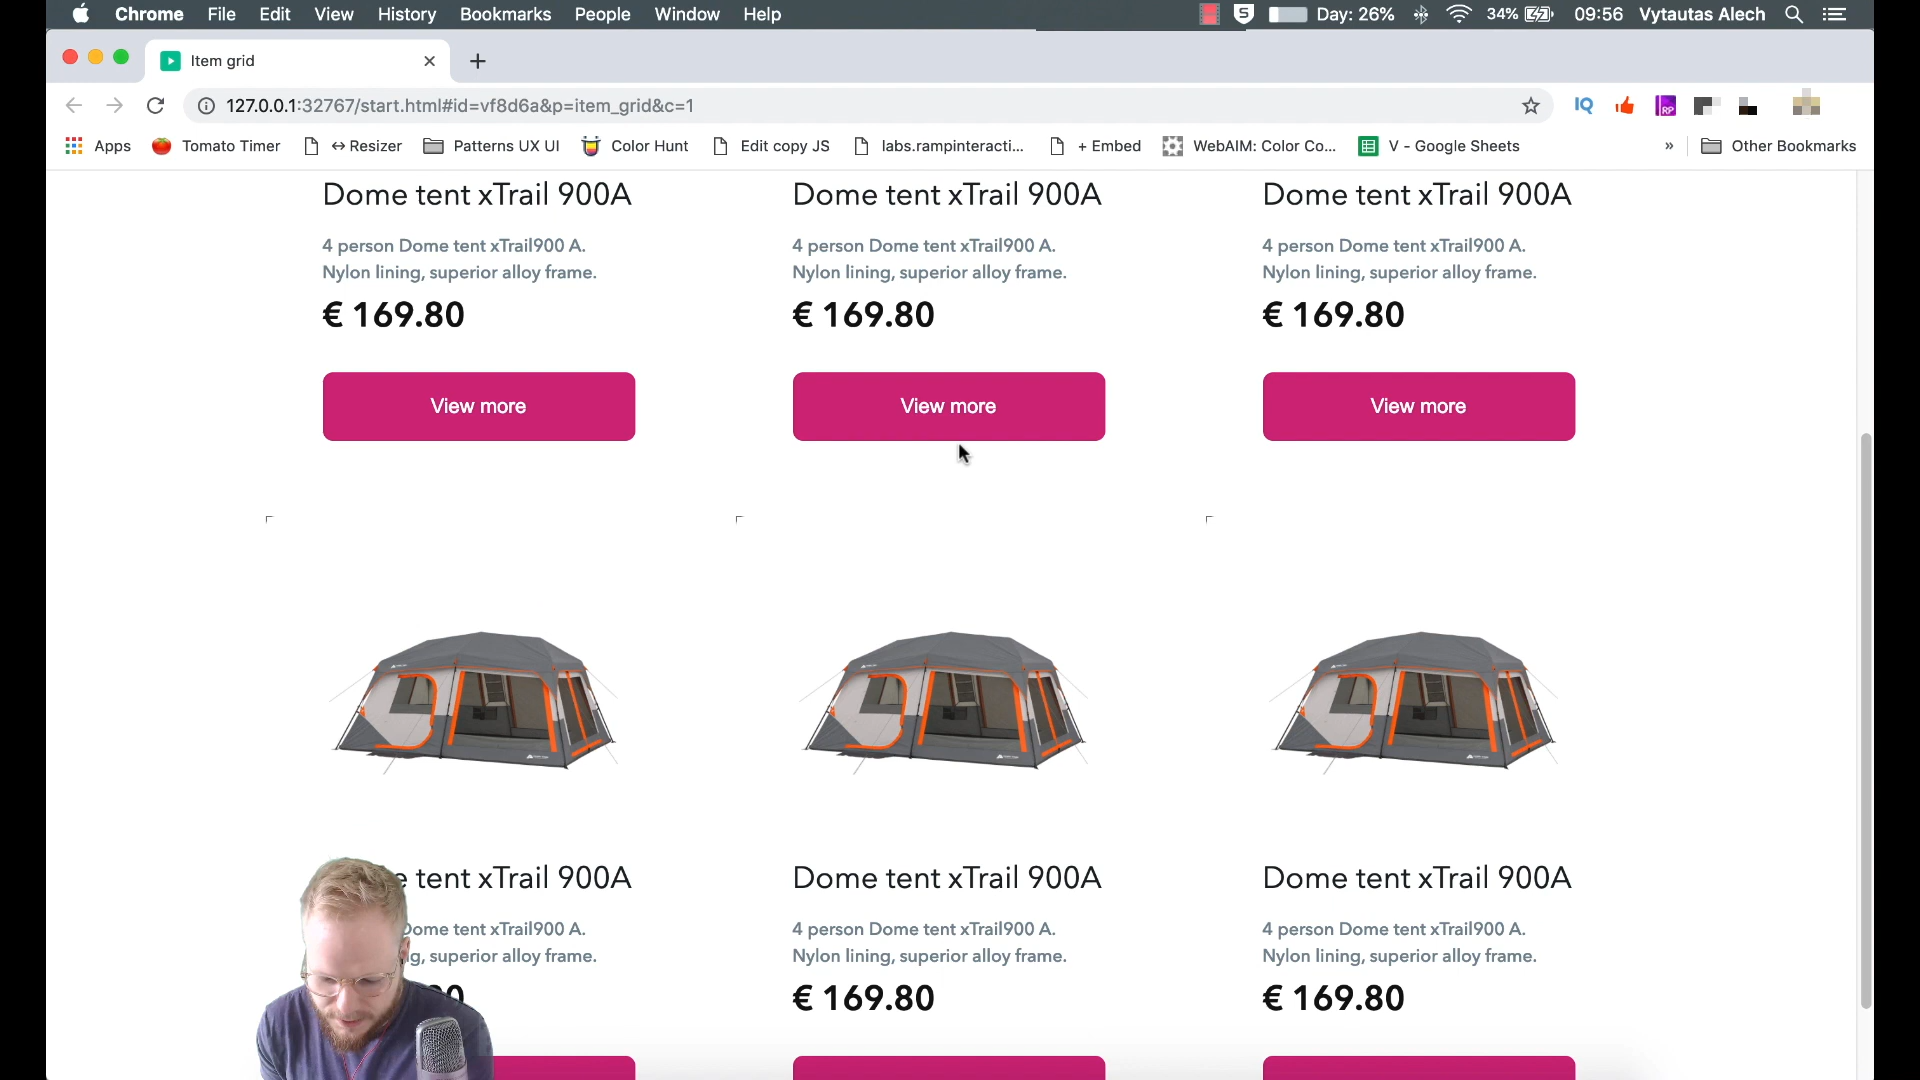 Chrome File Edit View History Bookmarks People Window Help
S Day: 26% 34% 09:56 Vytautas Alech
Item grid
127.0.0.1:32767/start.html#id=vf8d6a&p=item_grid&c=1
IQ RP
Apps Tomato Timer ↔Resizer Patterns UX UI Color Hunt Edit copy JS labs.rampinteracti... + Embed WebAIM: Color Co... V - Google Sheets » Other Bookmarks
Dome tent xTrail 900A Dome tent xTrail 900A Dome tent xTrail 900A
4 person Dome tent xTrail900 A. 4 person Dome tent xTrail900 A. 4 person Dome tent xTrail900 A.
Nylon lining, superior alloy frame. Nylon lining, superior alloy frame. Nylon lining, superior alloy frame.
€ 169.80 € 169.80 € 169.80
View more View more View more
e tent xTrail 900A Dome tent xTrail 900A Dome tent xTrail 900A
Dome tent xTrail900 A. 4 person Dome tent xTrail900 A. 4 person Dome tent xTrail900 A.
g, superior alloy frame. Nylon lining, superior alloy frame. Nylon lining, superior alloy frame.
€ 169.80 € 169.80